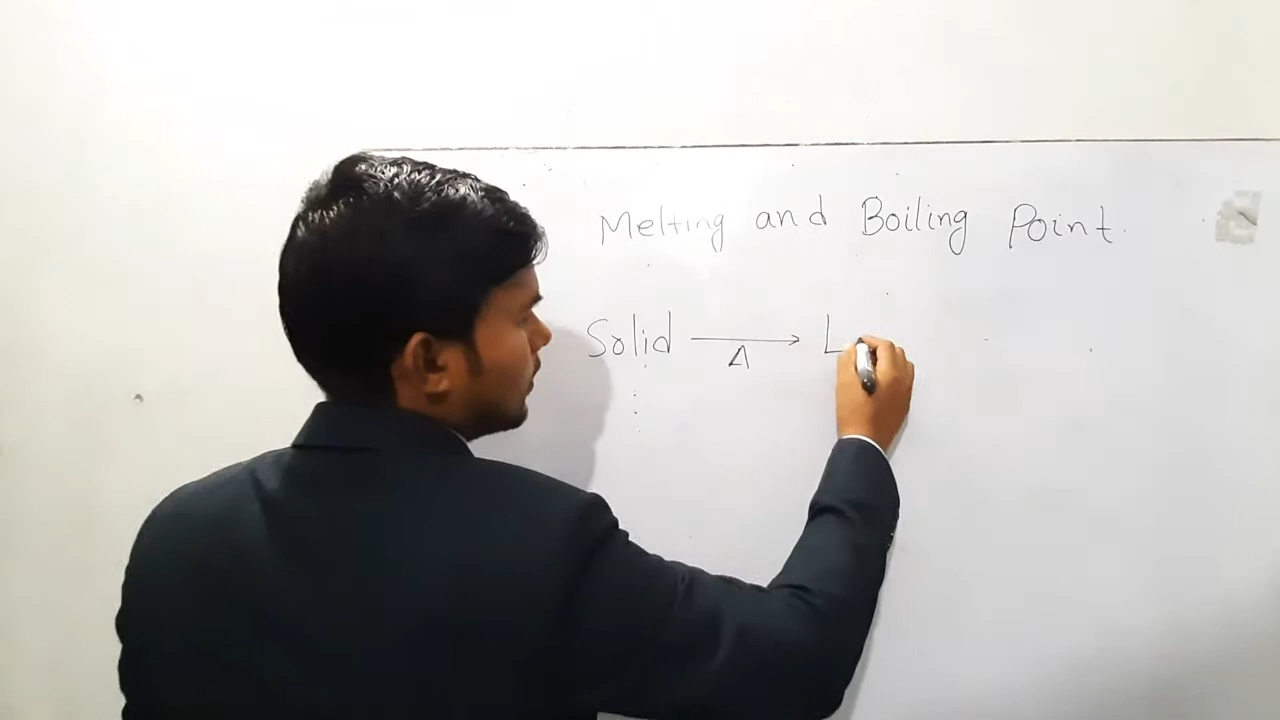 Melting and Boiling Point.
Solid —Δ→ L